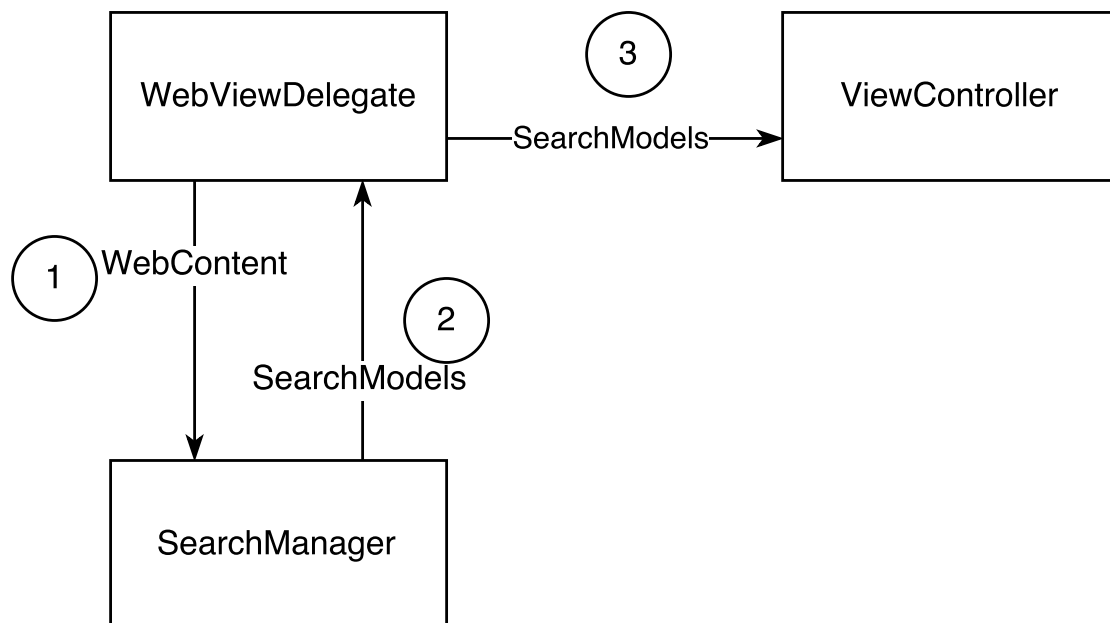 WebViewDelegate
3
SearchModels
ViewController
1
WebContent
2
SearchModels
SearchManager